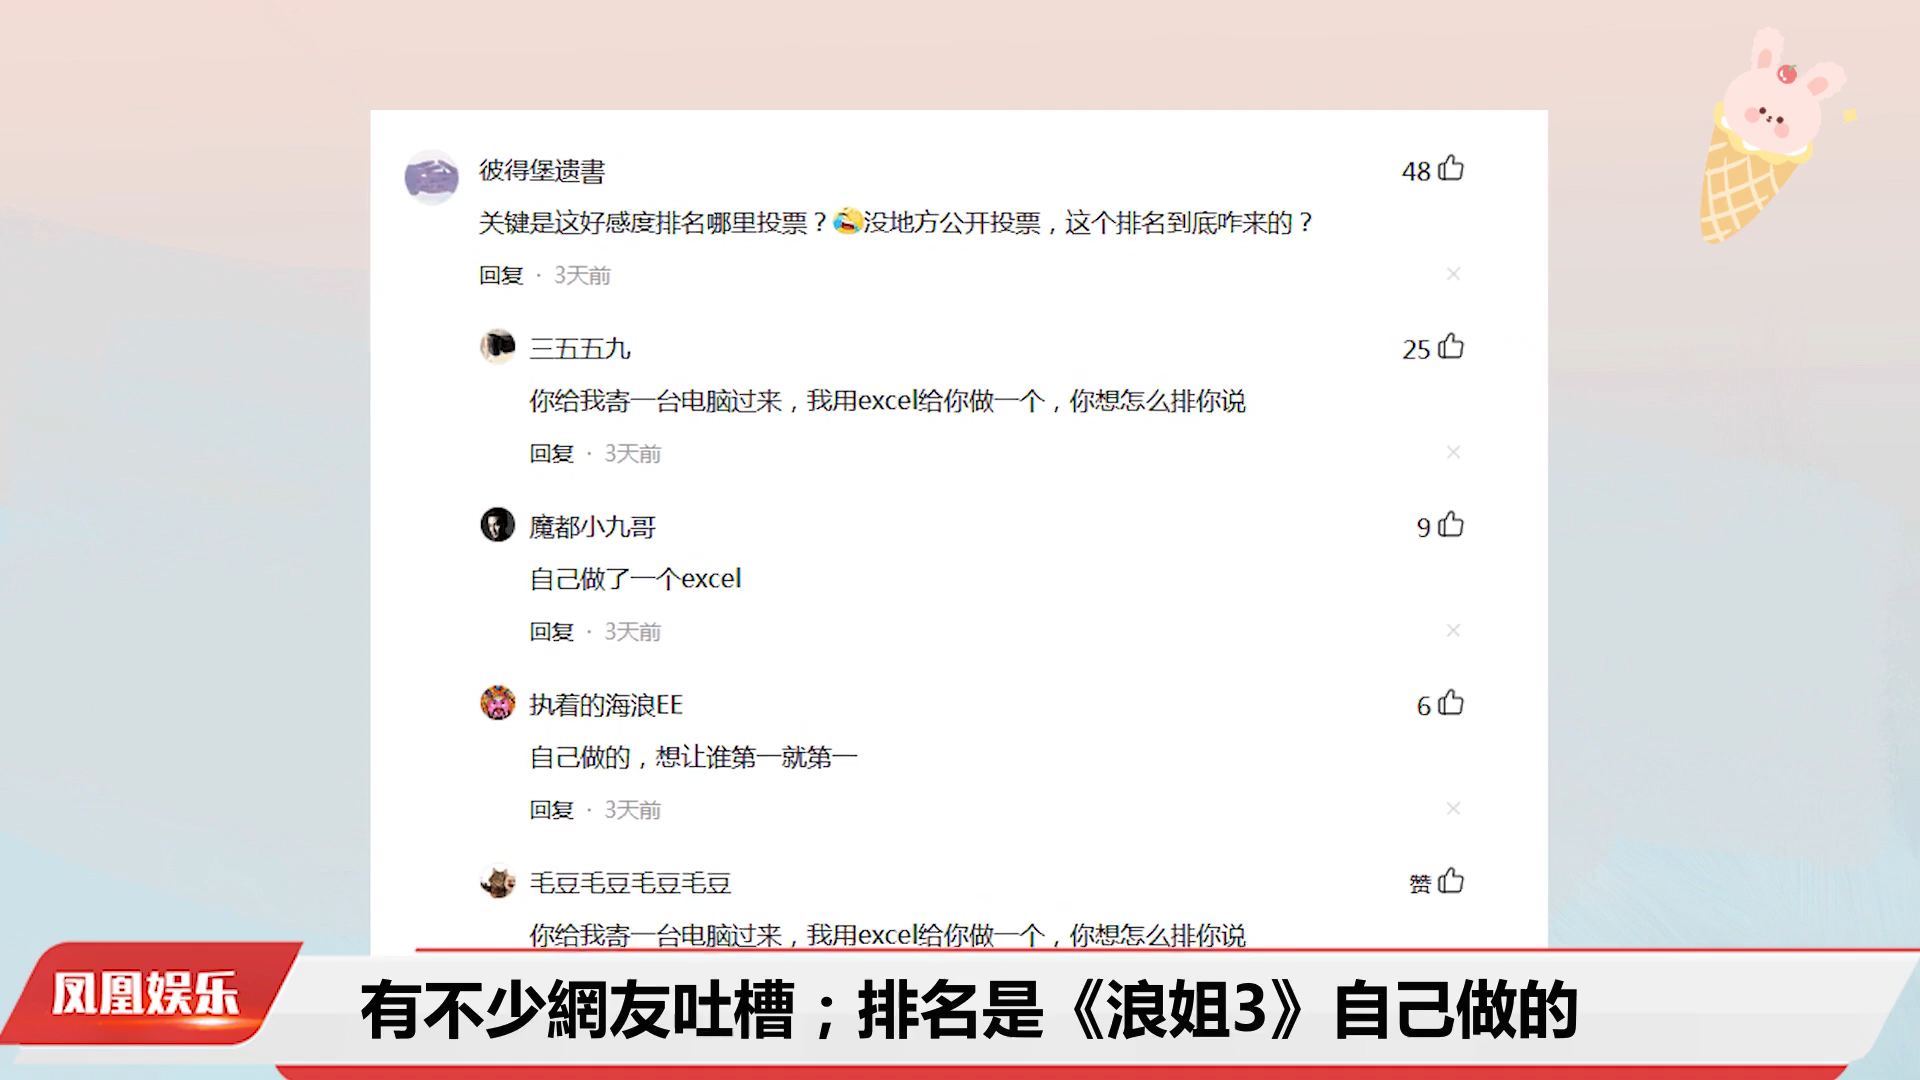 彼得堡遗書
48
关键是这好感度排名哪里投票？🤣没地方公开投票，这个排名到底咋来的？
回复 · 3天前
三五五九
25
你给我寄一台电脑过来，我用excel给你做一个，你想怎么排你说
回复 · 3天前
魔都小九哥
9
自己做了一个excel
回复 · 3天前
执着的海浪EE
6
自己做的，想让谁第一就第一
回复 · 3天前
毛豆毛豆毛豆毛豆
赞
你给我寄一台电脑过来，我用excel给你做一个，你想怎么排你说
凤凰娱乐
有不少網友吐槽；排名是《浪姐3》自己做的